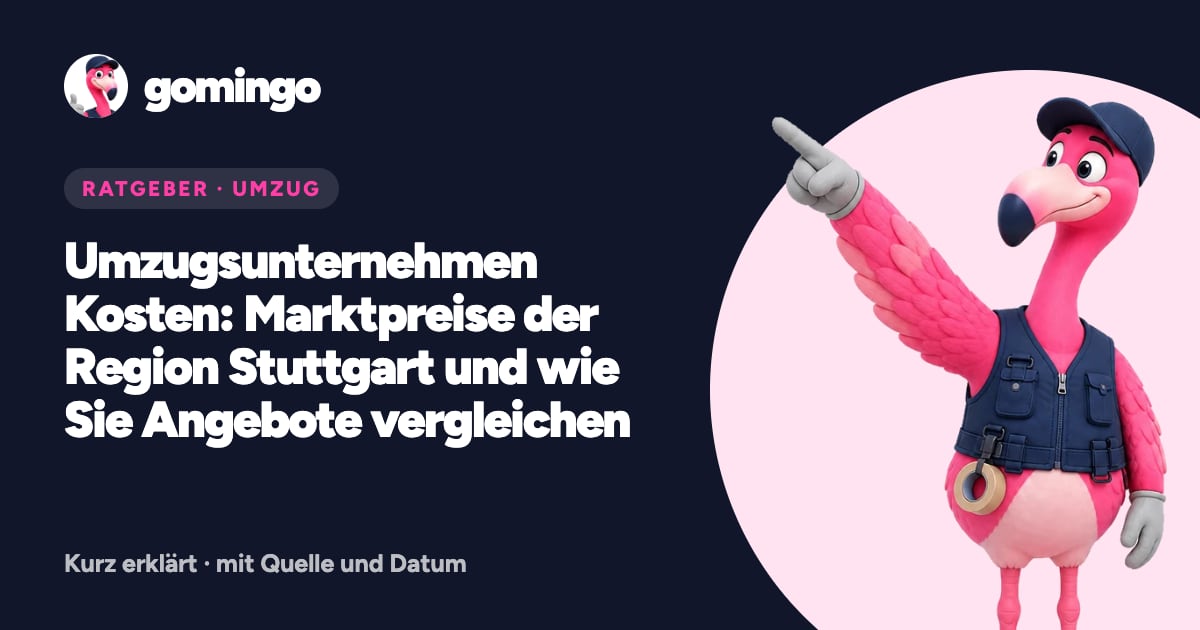 gomingo
RATGEBER · UMZUG
Umzugsunternehmen
Kosten: Marktpreise der
Region Stuttgart und wie
Sie Angebote vergleichen
Kurz erklärt · mit Quelle und Datum